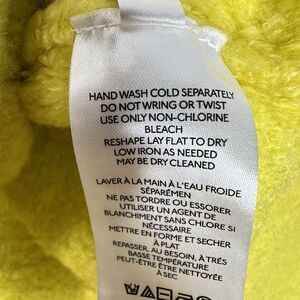 HAND WASH COLD SEPARATELY
DO NOT WRING OR TWIST
USE ONLY NON-CHLORINE
BLEACH
RESHAPE LAY FLAT TO DRY
LOW IRON AS NEEDED
MAY BE DRY CLEANED
LAVER À LA MAIN À L'EAU FROIDE
SÉPARÉMEN
NE PAS TORDRE OU ESSORER
UTILISER UN AGENT DE
BLANCHIMENT SANS CHLORE SI
NÉCESSAIRE
METTRE EN FORME ET SECHER
À PLAT
REPASSER, AU BESOIN, À TRÈS
BASSE TEMPÉRATURE
PEUT-ÊTRE ÊTRE NETTOYÉE
À SEC